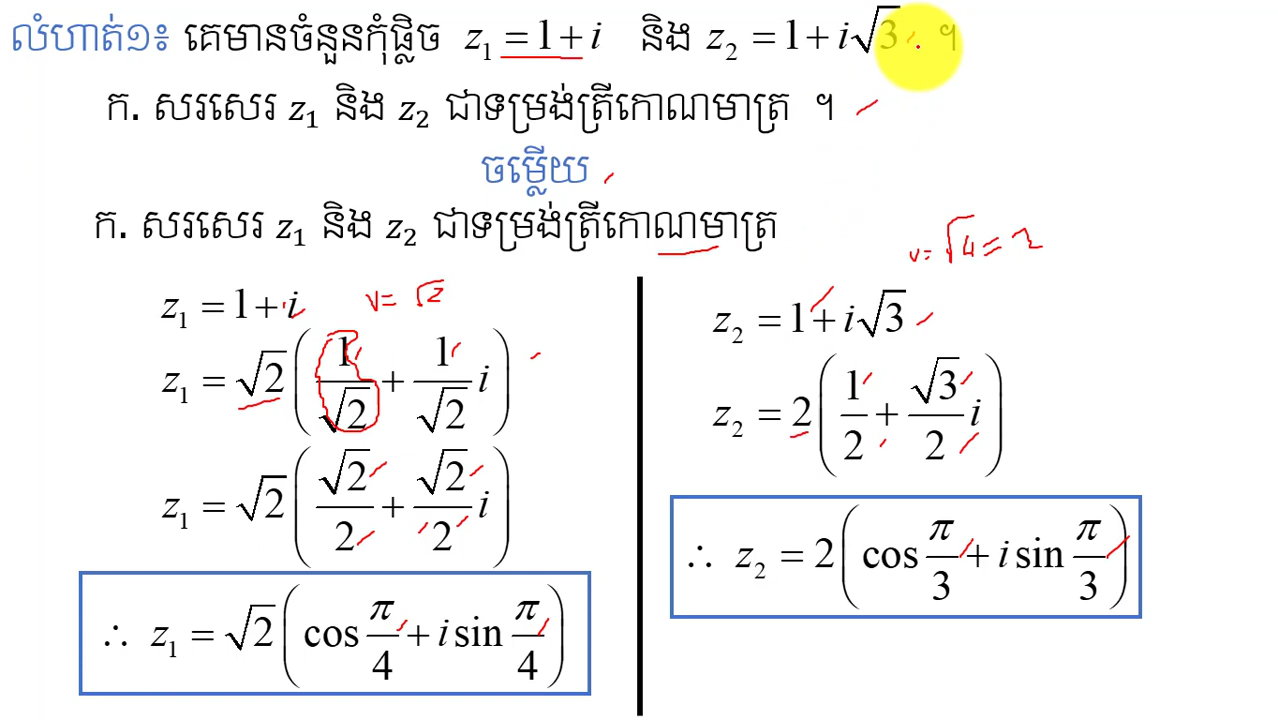 លំហាត់១៖ គេមានចំនួនកុំផ្លិច z₁ = 1 + i និង z₂ = 1 + i√3 ។
ក. សរសេរ z₁ និង z₂ ជាទម្រង់ត្រីកោណមាត្រ ។
ចម្លើយ
ក. សរសេរ z₁ និង z₂ ជាទម្រង់ត្រីកោណមាត្រ
z₁ = 1 + i
r = √2
z₁ = √2 (1/√2 + 1/√2 i)
z₁ = √2 (√2/2 + √2/2 i)
∴ z₁ = √2 (cos π/4 + i sin π/4)
r = √4 = 2
z₂ = 1 + i√3
z₂ = 2 (1/2 + √3/2 i)
∴ z₂ = 2 (cos π/3 + i sin π/3)